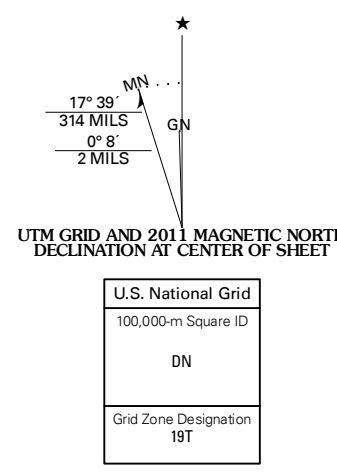 ★
MN
GN
17° 39´
314 MILS
0° 8´
2 MILS
UTM GRID AND 2011 MAGNETIC NORTH
DECLINATION AT CENTER OF SHEET
U.S. National Grid
100,000-m Square ID
DN
Grid Zone Designation
19T